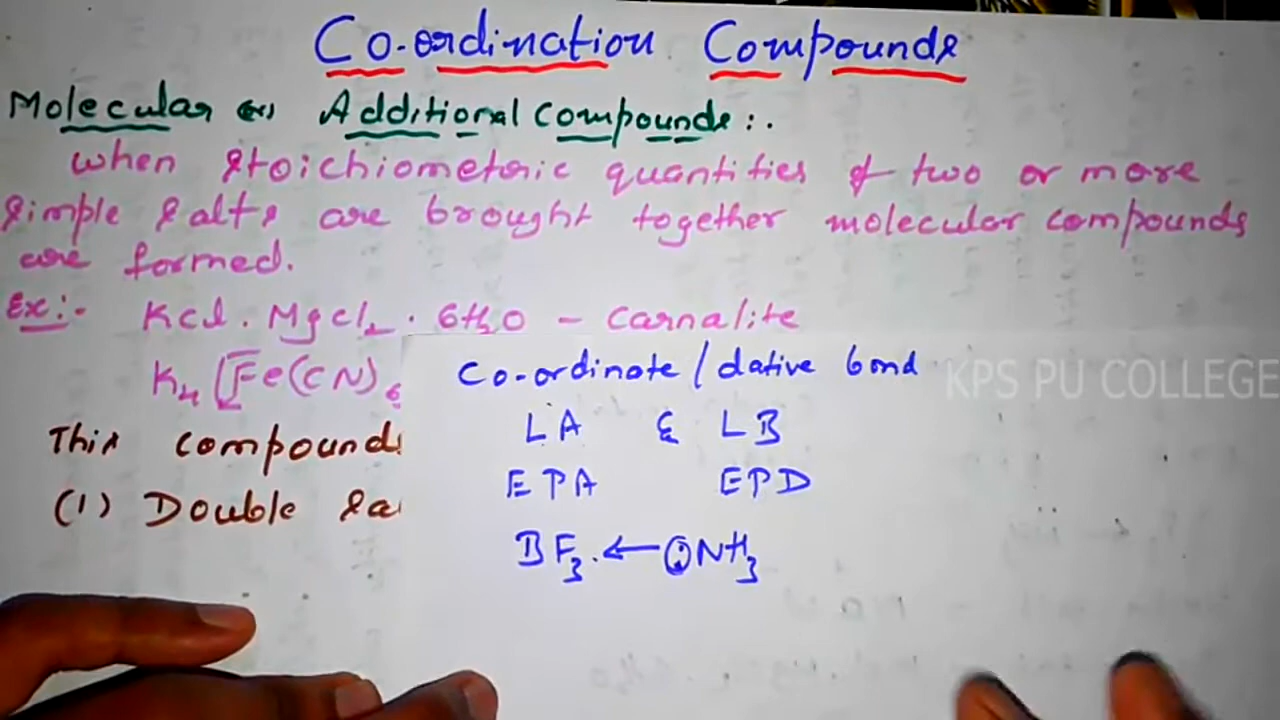 Co-ordination Compounds
Molecular (or) Additional Compounds:.
When stoichiometric quantities of two or more
simple salts are brought together molecular compounds
are formed.
Ex:- KCl . MgCl2 . 6H2O - Carnalite
K4[Fe(CN)6
This compounds
(1) Double sa
Co-ordinate / dative bond
LA & LB
EPA EPD
BF3 ← :NH3
KPS PU COLLEGE